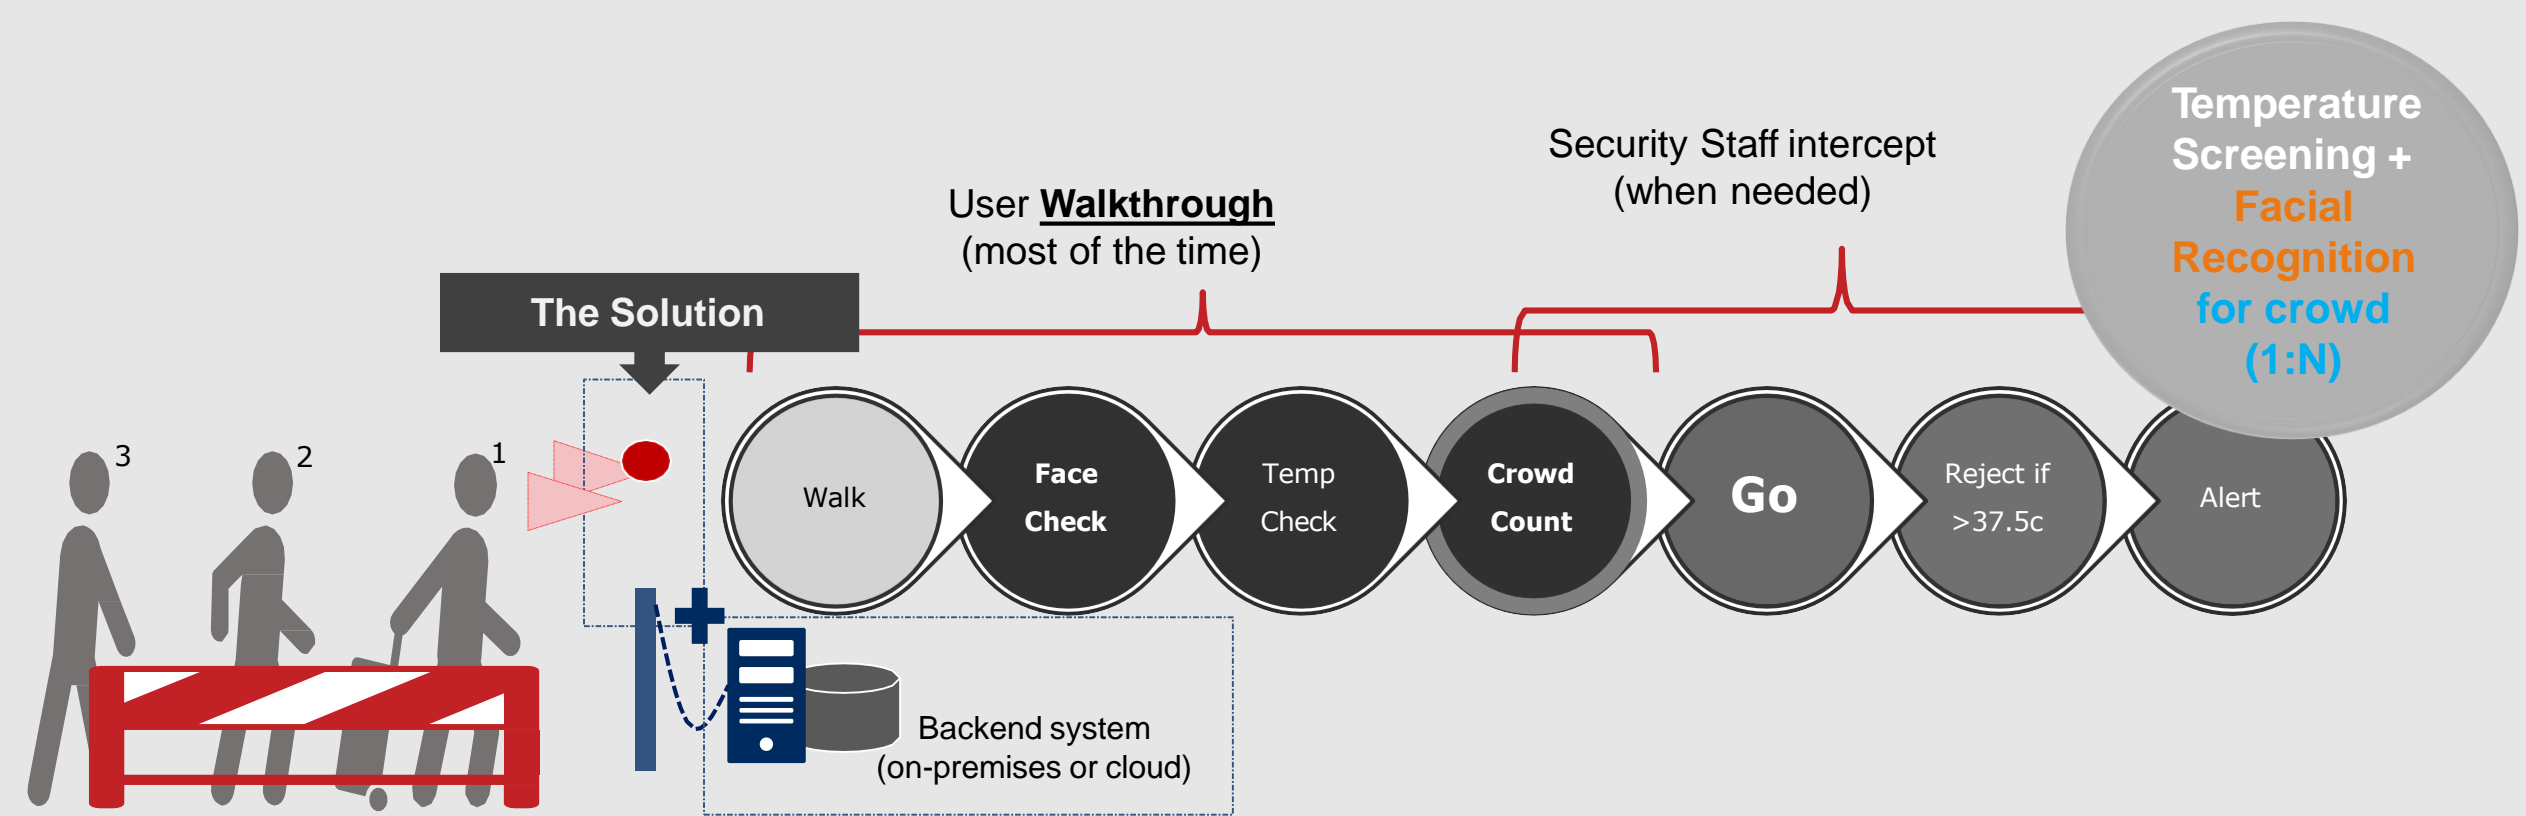 Temperature
Screening +
Facial
Recognition
for crowd
(1:N)
Security Staff intercept
(when needed)
User Walkthrough
(most of the time)
The Solution
3
2
1
Walk
Face
Check
Temp
Check
Crowd
Count
Go
Reject if
>37.5c
Alert
Backend system
(on-premises or cloud)